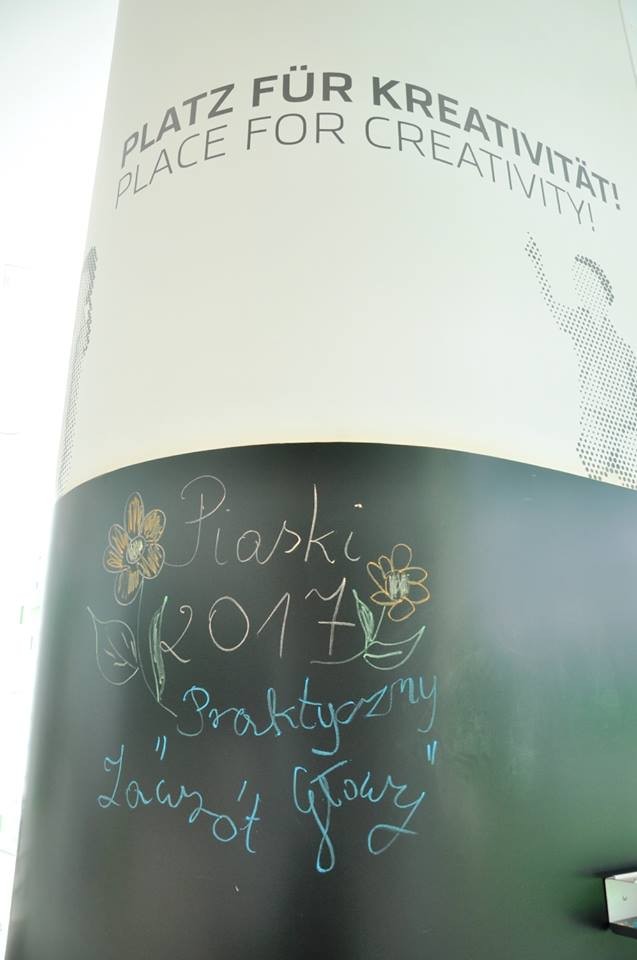 PLATZ FÜR KREATIVITÄT!
PLACE FOR CREATIVITY!
Piaski
2017
Praktyczny
"Zawrót Głowy"